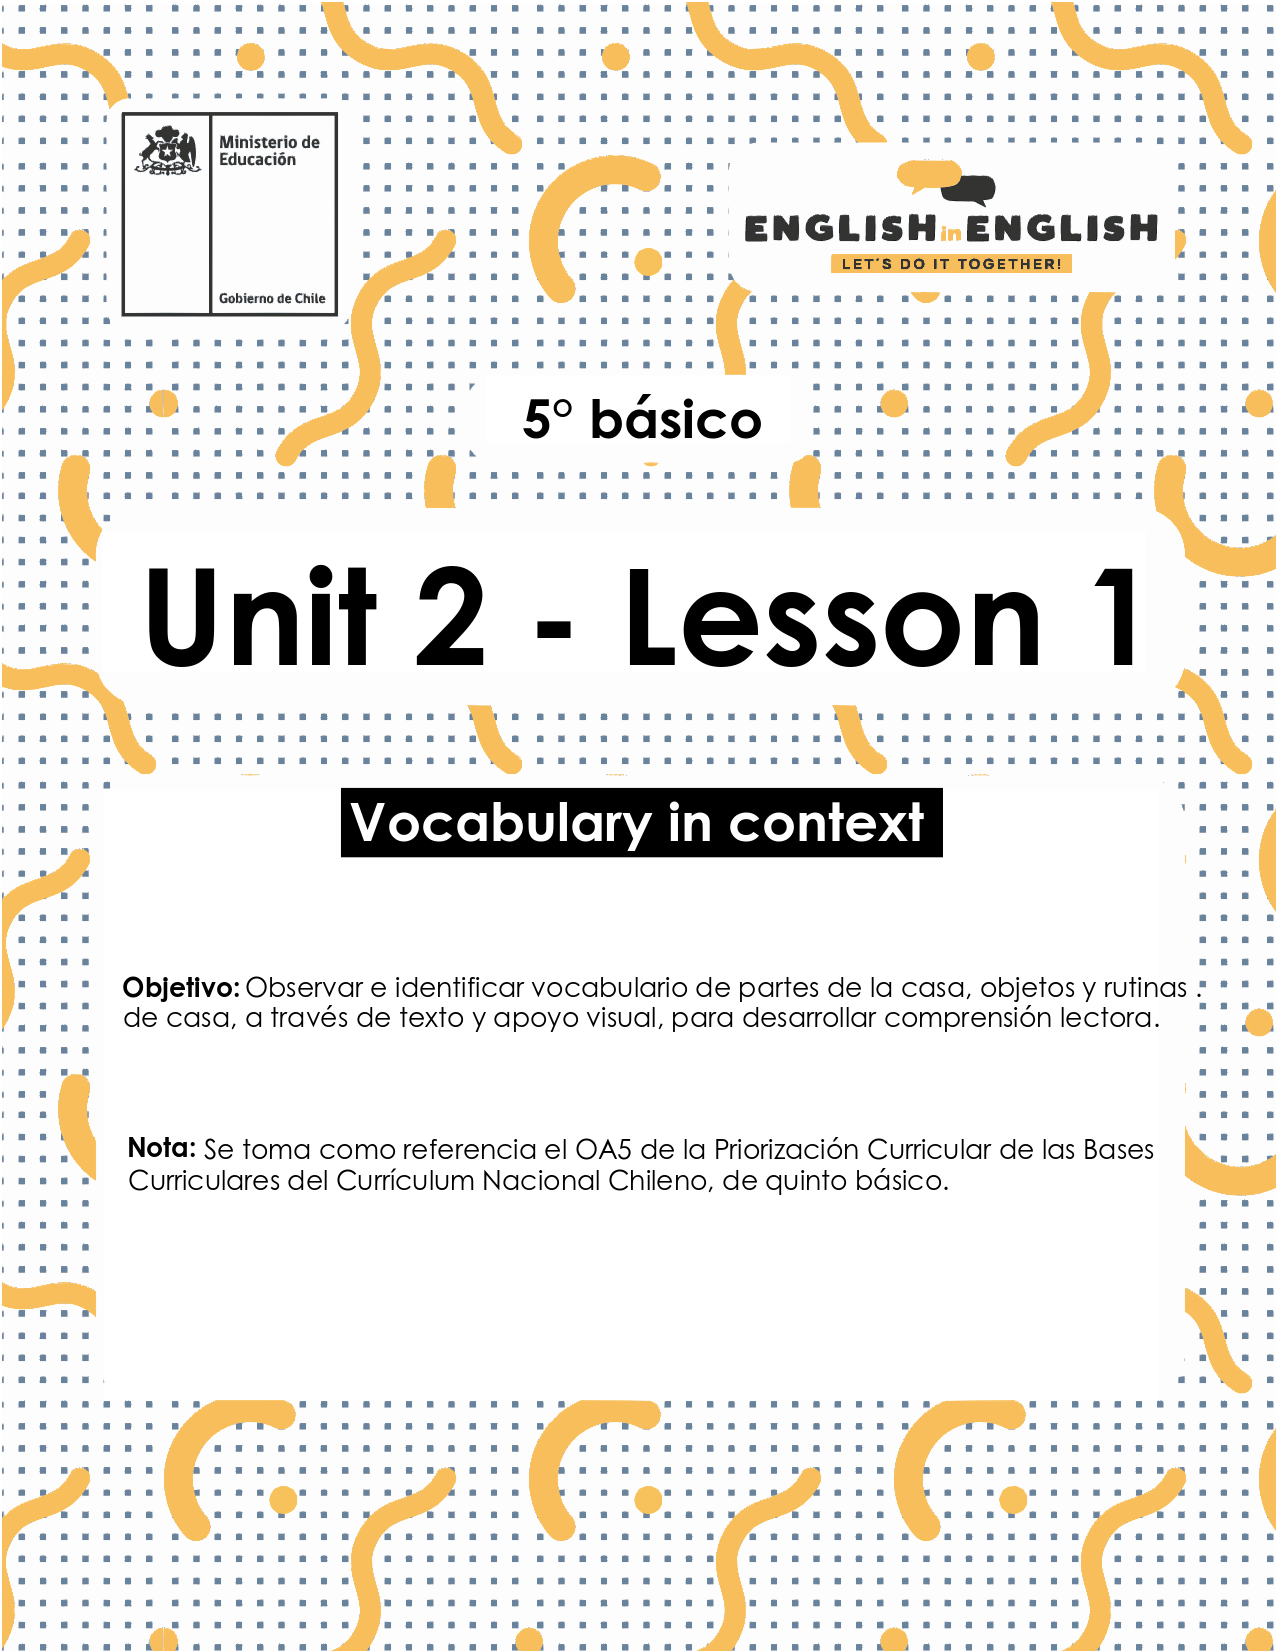 Ministerio de
Educación
Gobierno de Chile
ENGLISH in ENGLISH
LET´S DO IT TOGETHER!
5° básico
Unit 2 - Lesson 1
Vocabulary in context
Objetivo: Observar e identificar vocabulario de partes de la casa, objetos y rutinas .
de casa, a través de texto y apoyo visual, para desarrollar comprensión lectora.
Nota: Se toma como referencia el OA5 de la Priorización Curricular de las Bases
Curriculares del Currículum Nacional Chileno, de quinto básico.